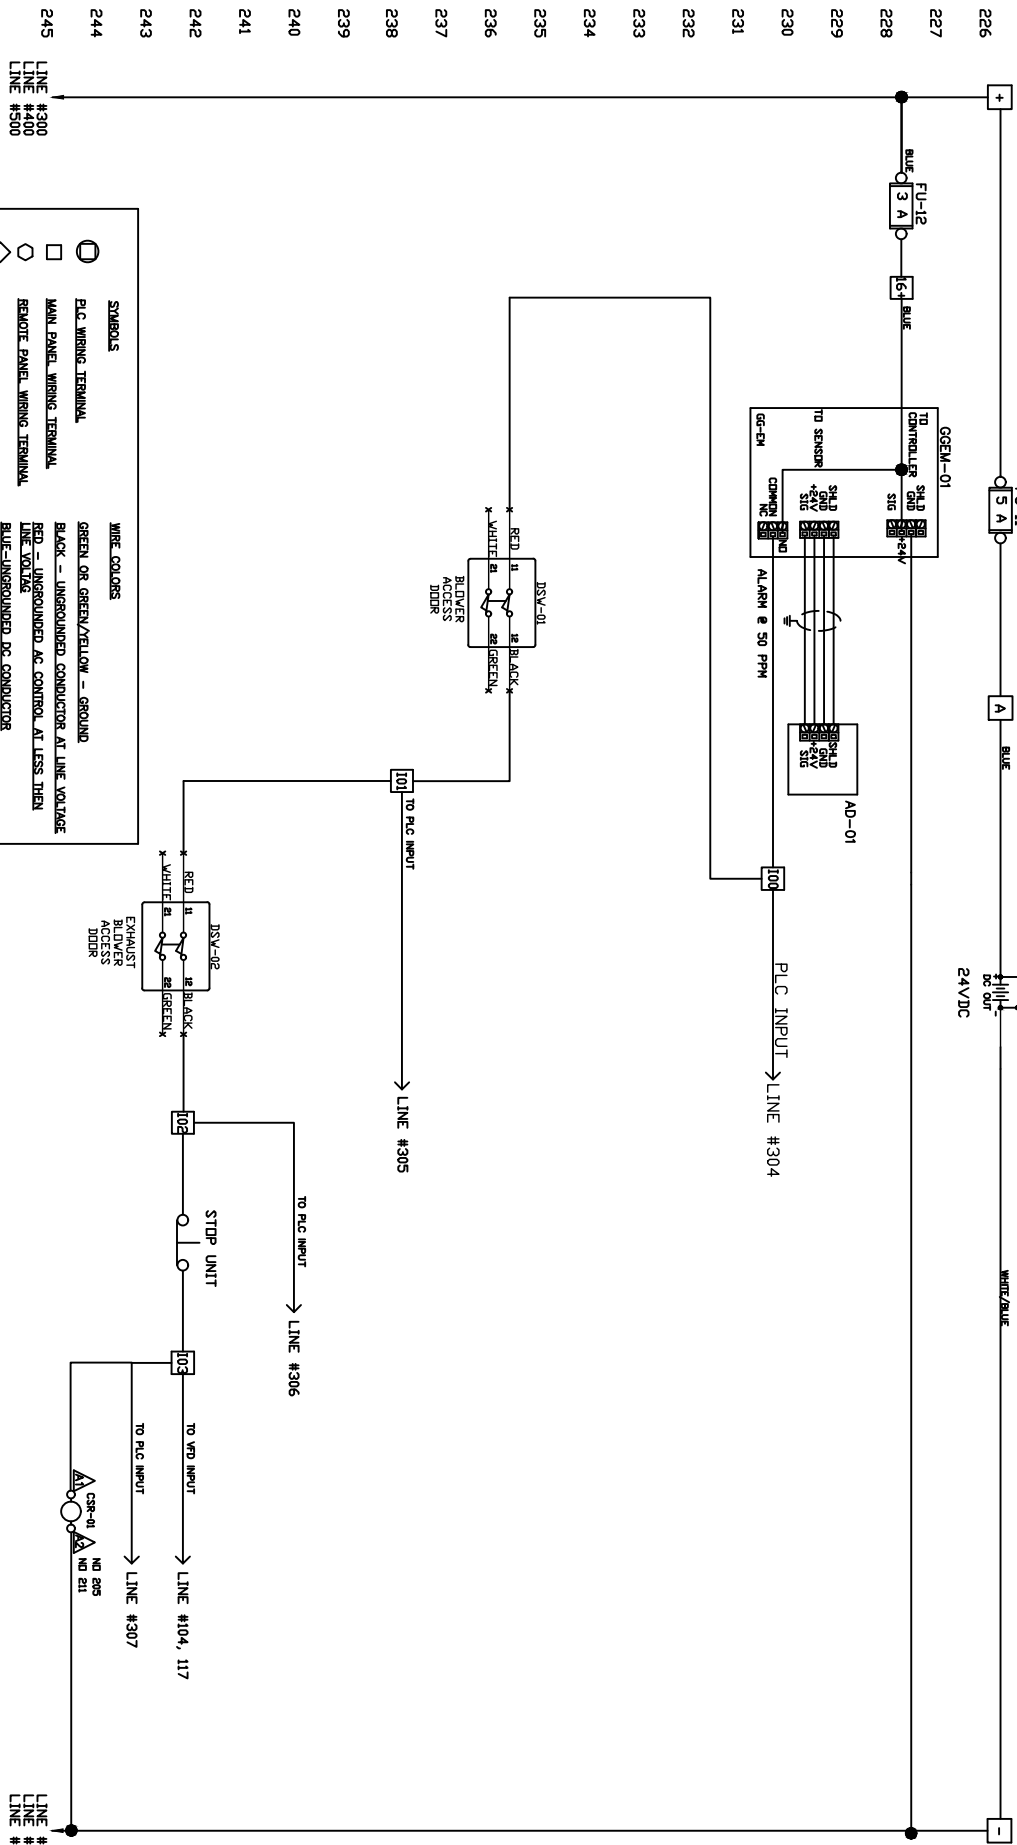 226
227
228
229
230
231
232
233
234
235
236
237
238
239
240
241
242
243
244
245
+
5 A
A
BLUE
24VDC
DC OUT
+
-
WHITE/BLUE
-
BLUE
FU-12
3 A
16+
BLUE
GGEM-01
TO
CONTROLLER
SHLD
GND
SIG
+24V
TO SENSOR
SHLD
GND
+24V
SIG
GG-EM
COMMON
NC
NO
ALARM @ 50 PPM
SHLD
GND
+24V
SIG
AD-01
I00
PLC INPUT
LINE #304
DSW-01
RED
11
12
BLACK
WHITE
21
22
GREEN
BLOWER
ACCESS
DOOR
I01
TO PLC INPUT
LINE #305
DSW-02
RED
11
12
BLACK
WHITE
21
22
GREEN
EXHAUST
BLOWER
ACCESS
DOOR
I02
TO PLC INPUT
LINE #306
STOP UNIT
I03
TO VFD INPUT
LINE #104, 117
TO PLC INPUT
LINE #307
A1
CSR-01
A2
NO 205
NO 211
LINE #300
LINE #400
LINE #500
LINE #
LINE #
LINE #
SYMBOLS
PLC WIRING TERMINAL
MAIN PANEL WIRING TERMINAL
REMOTE PANEL WIRING TERMINAL
WIRE COLORS
GREEN OR GREEN/YELLOW - GROUND
BLACK - UNGROUNDED CONDUCTOR AT LINE VOLTAGE
RED - UNGROUNDED AC CONTROL AT LESS THEN
LINE VOLTAG
BLUE-UNGROUNDED DC CONDUCTOR